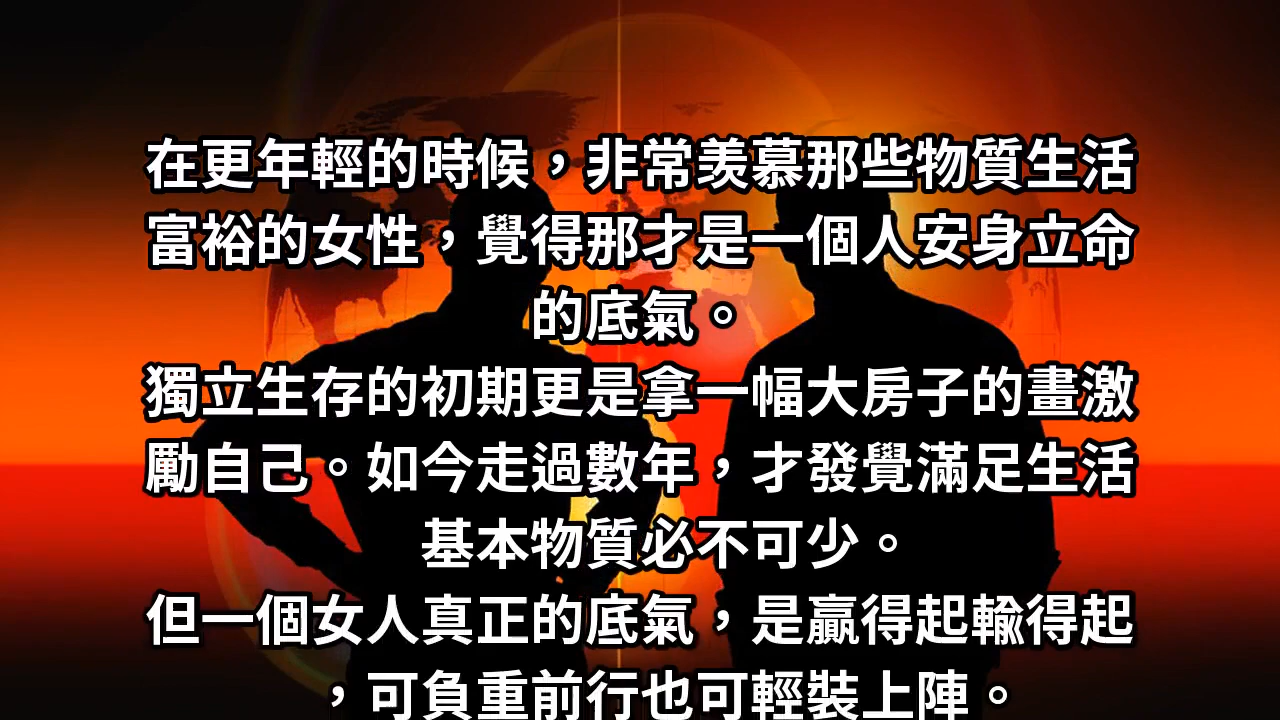 在更年輕的時候，非常羡慕那些物質生活
富裕的女性，覺得那才是一個人安身立命
的底氣。
獨立生存的初期更是拿一幅大房子的畫激
勵自己。如今走過數年，才發覺滿足生活
基本物質必不可少。
但一個女人真正的底氣，是贏得起輸得起
，可負重前行也可輕裝上陣。